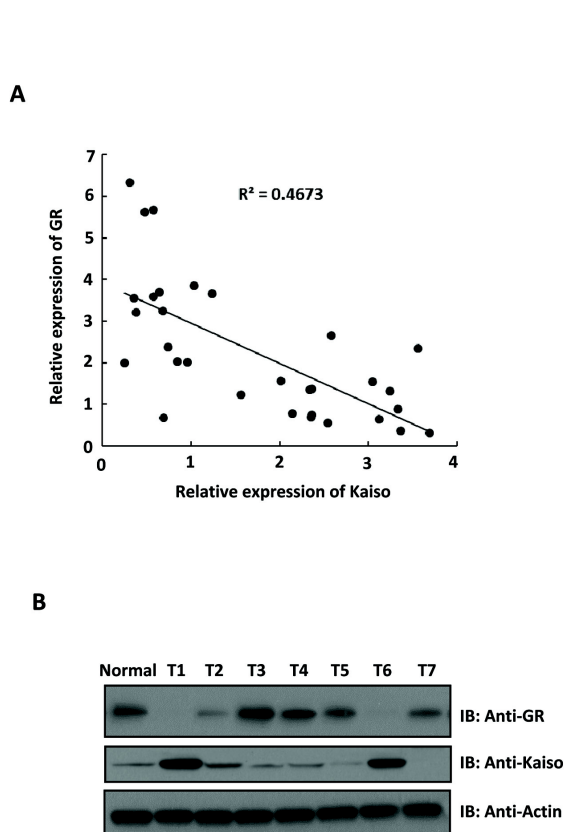 A
R² = 0.4673
Relative expression of GR
7
6
5
4
3
2
1
0
0 1 2 3 4
Relative expression of Kaiso
B
Normal T1 T2 T3 T4 T5 T6 T7
IB: Anti-GR
IB: Anti-Kaiso
IB: Anti-Actin